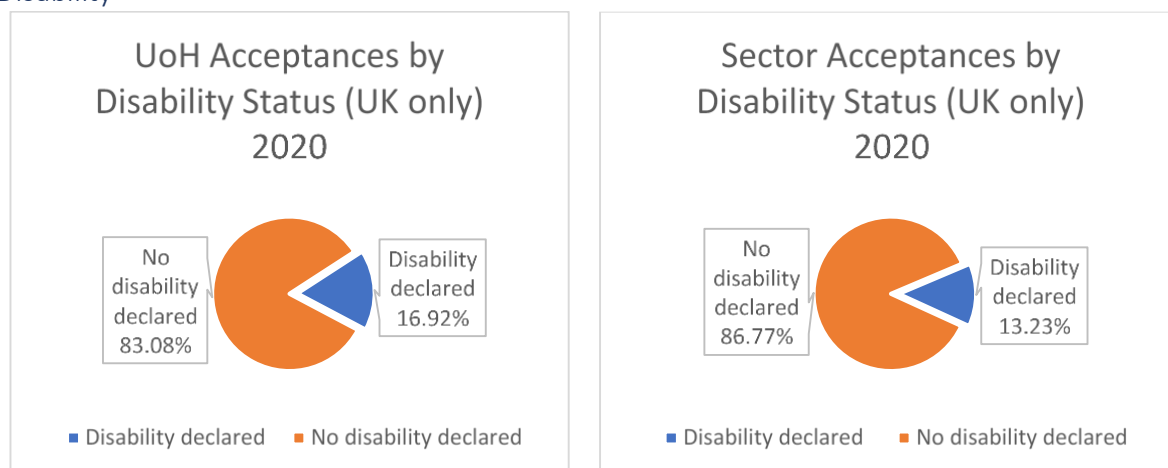 Disability
UoH Acceptances by
Disability Status (UK only)
2020
No
disability
declared
83.08%
Disability
declared
16.92%
Disability declared
No disability declared
Sector Acceptances by
Disability Status (UK only)
2020
No
disability
declared
86.77%
Disability
declared
13.23%
Disability declared
No disability declared